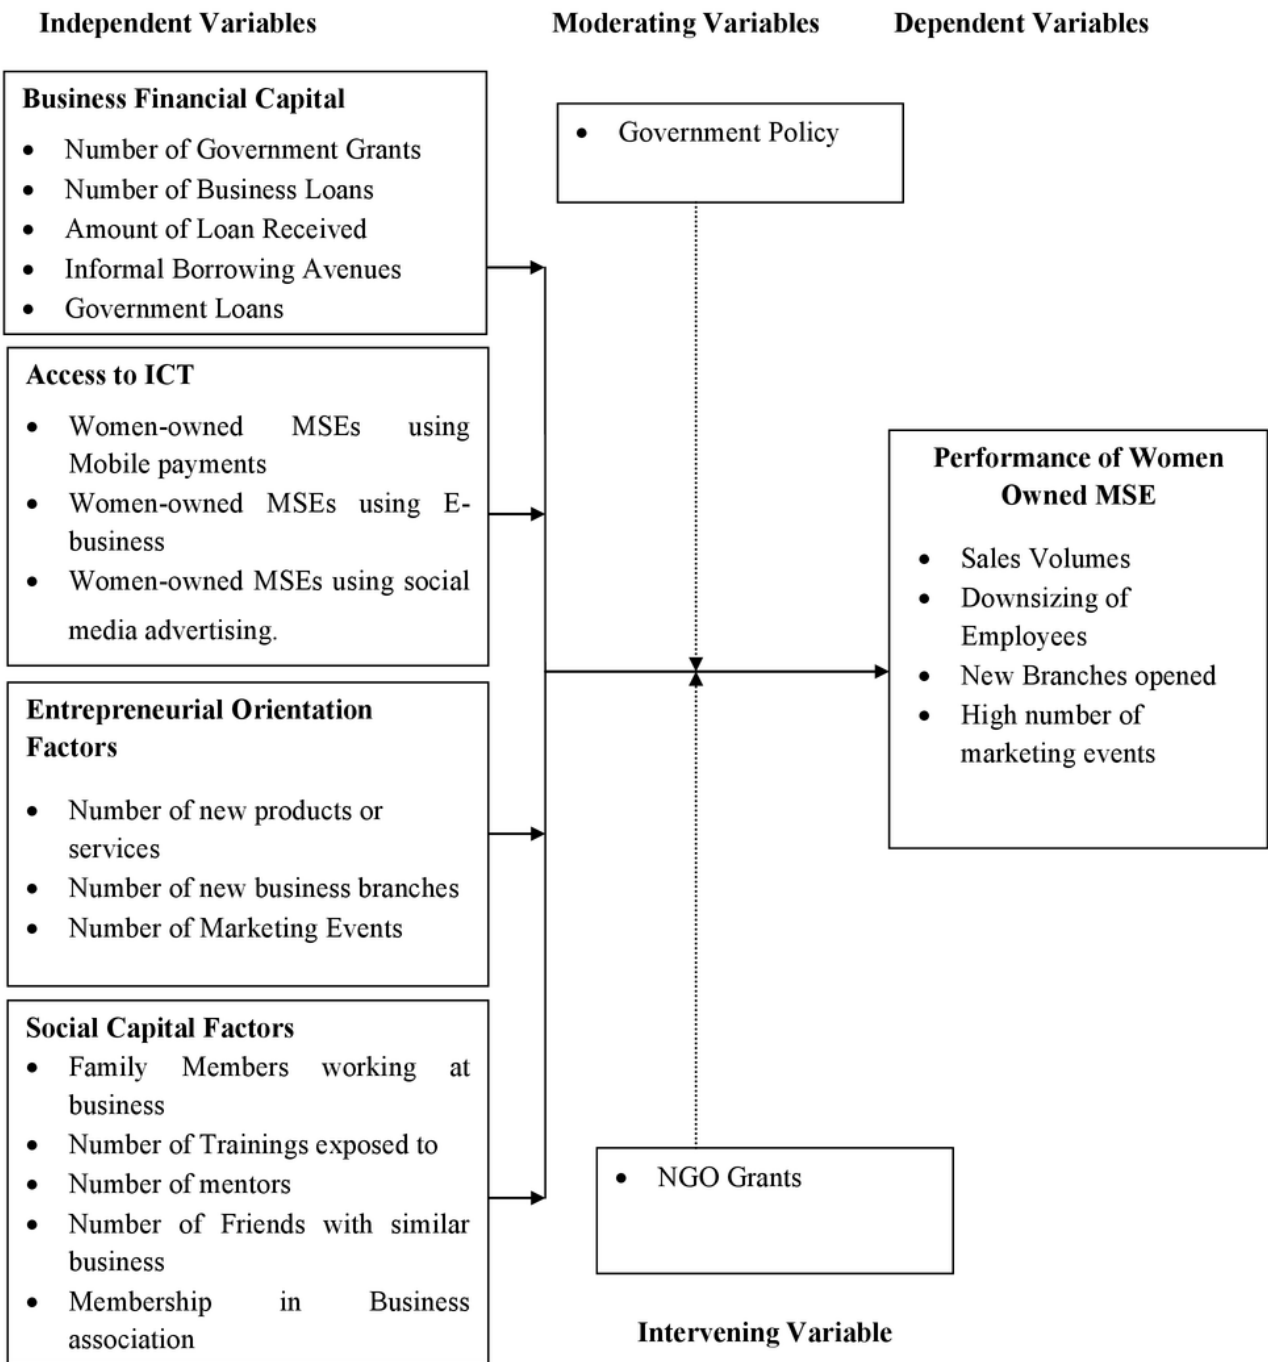 Independent Variables
Moderating Variables
Dependent Variables
Business Financial Capital
• Number of Government Grants
• Number of Business Loans
• Amount of Loan Received
• Informal Borrowing Avenues
• Government Loans
• Government Policy
Access to ICT
• Women-owned MSEs using
Mobile payments
• Women-owned MSEs using E-
business
• Women-owned MSEs using social
media advertising.
Performance of Women
Owned MSE
• Sales Volumes
• Downsizing of
Employees
• New Branches opened
• High number of
marketing events
Entrepreneurial Orientation
Factors
• Number of new products or
services
• Number of new business branches
• Number of Marketing Events
Social Capital Factors
• Family Members working at
business
• Number of Trainings exposed to
• Number of mentors
• Number of Friends with similar
business
• Membership in Business
association
• NGO Grants
Intervening Variable